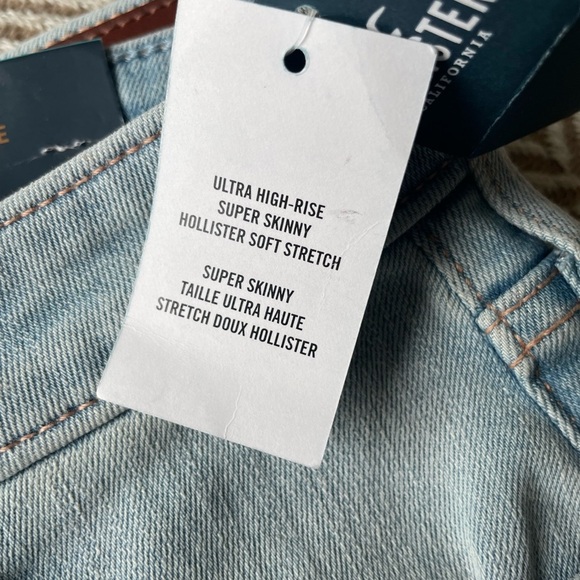 ULTRA HIGH-RISE
SUPER SKINNY
HOLLISTER SOFT STRETCH
SUPER SKINNY
TAILLE ULTRA HAUTE
STRETCH DOUX HOLLISTER
CALIFORNIA